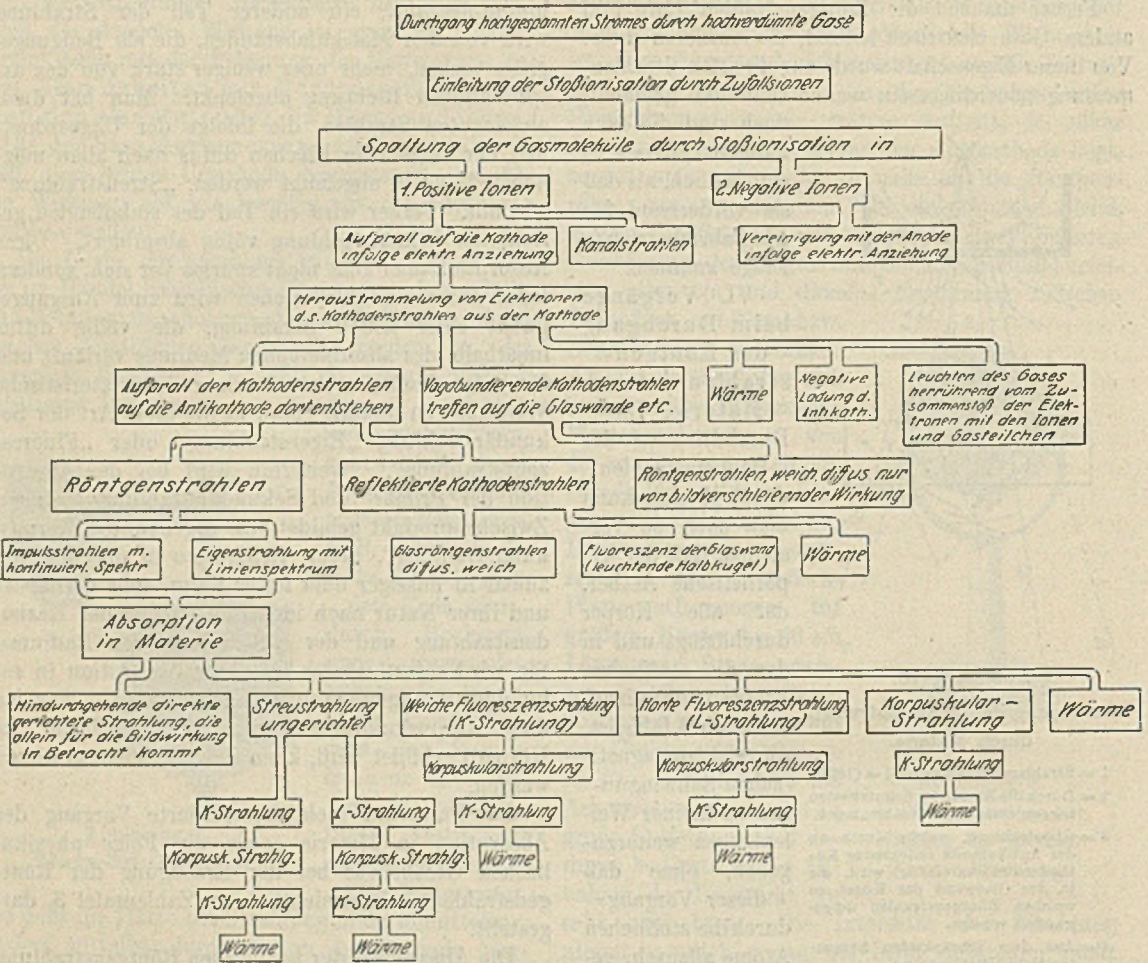 Durchgang hochgespannten Stromes durch hochverdünnte Gase
Einleitung der Stoßionisation durch Zufallsionen
Spaltung der Gasmoleküle durch Stoßionisation in
1. Positive Ionen
2. Negative Ionen
Aufprall auf die Kathode
infolge elektr. Anziehung
Kanalstrahlen
Vereinigung mit der Anode
infolge elektr. Anziehung
Heraustrommelung von Elektronen
d.s. Kathodenstrahlen aus der Kathode
Aufprall der Kathodenstrahlen
auf die Antikathode, dort entstehen
Vagabundierende Kathodenstrahlen
treffen auf die Glaswände etc.
Wärme
Negative
Ladung d.
Antikath.
Leuchten des Gases
herrührend vom Zu-
sammenstoß der Elek-
tronen mit den Ionen
und Gasteilchen
Röntgenstrahlen
Reflektierte Kathodenstrahlen
Röntgenstrahlen, weich, diffus nur
von bildverschleiernder Wirkung
Impulsstrahlen m.
kontinuierl. Spektr
Eigenstrahlung mit
Linienspektrum
Glasröntgenstrahlen
diffus, weich
Fluoreszenz der Glaswand
(leuchtende Halbkugel)
Wärme
Absorption
in Materie
Hindurchgehende direkte
gerichtete Strahlung, die
allein für die Bildwirkung
in Betracht kommt
Streustrahlung
ungerichtet
Weiche Fluoreszenzstrahlung
(K-Strahlung)
Harte Fluoreszenzstrahlung
(L-Strahlung)
Korpuskular-
Strahlung
Wärme
Korpuskularstrahlung
Korpuskularstrahlung
K-Strahlung
K-Strahlung
L-Strahlung
K-Strahlung
K-Strahlung
Wärme
Korpusk. Strahlg.
Korpusk. Strahlg.
Wärme
Wärme
K-Strahlung
K-Strahlung
Wärme
Wärme